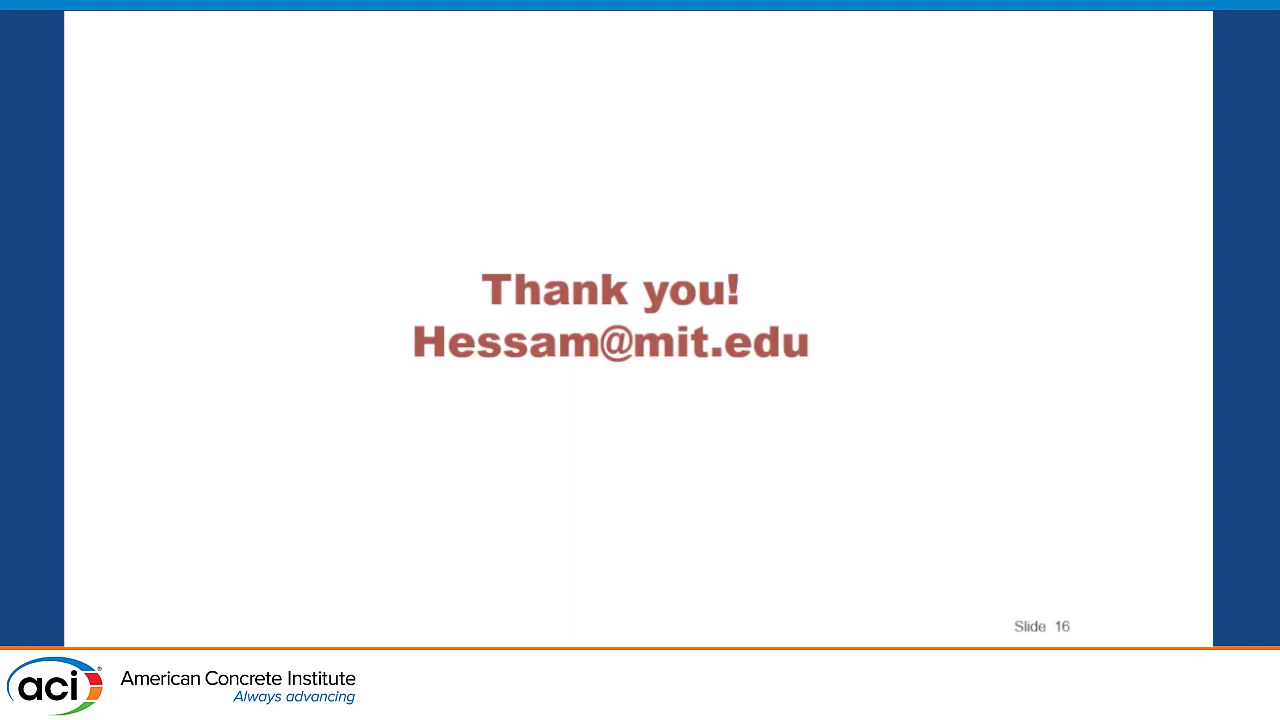 Thank you!
Hessam@mit.edu
Slide 16
aci®
American Concrete Institute
Always advancing